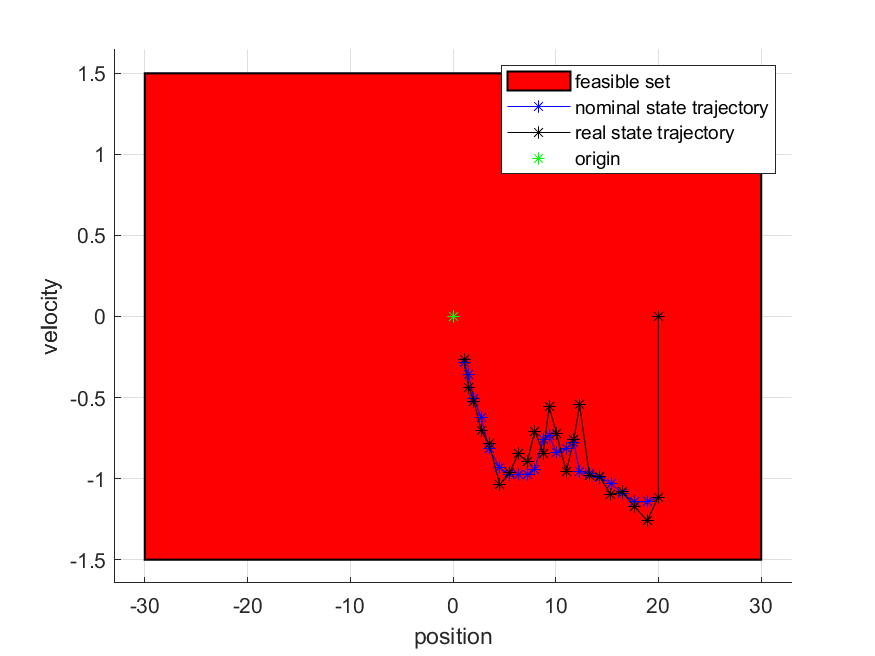 feasible set
nominal state trajectory
real state trajectory
origin
1.5
1
0.5
0
-0.5
-1
-1.5
velocity
-30
-20
-10
0
10
20
30
position